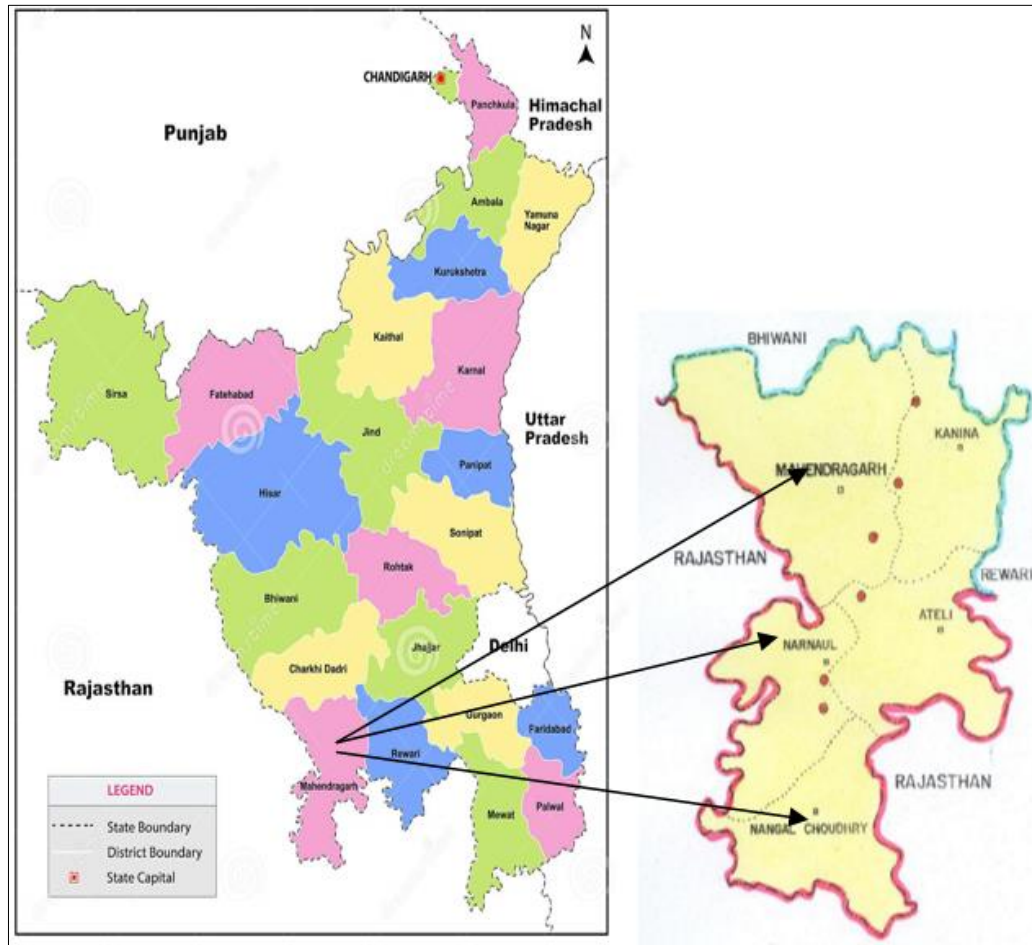 N
CHANDIGARH
Panchkula
Himachal
Pradesh
Punjab
Ambala
Yamuna
Nagar
Kurukshetra
Kaithal
Karnal
Sirsa
Fatehabad
Jind
Uttar
Pradesh
Panipat
Hisar
Sonipat
Rohtak
Bhiwani
Jhajjar
Delhi
Charkhi Dadri
Rajasthan
Gurgaon
Faridabad
Rewari
Mahendragarh
Mewat
Palwal
LEGEND
State Boundary
District Boundary
State Capital
BHIWANI
KANINA
MAHENDRAGARH
RAJASTHAN
REWARI
ATELI
NARNAUL
RAJASTHAN
NANGAL CHOUDHRY